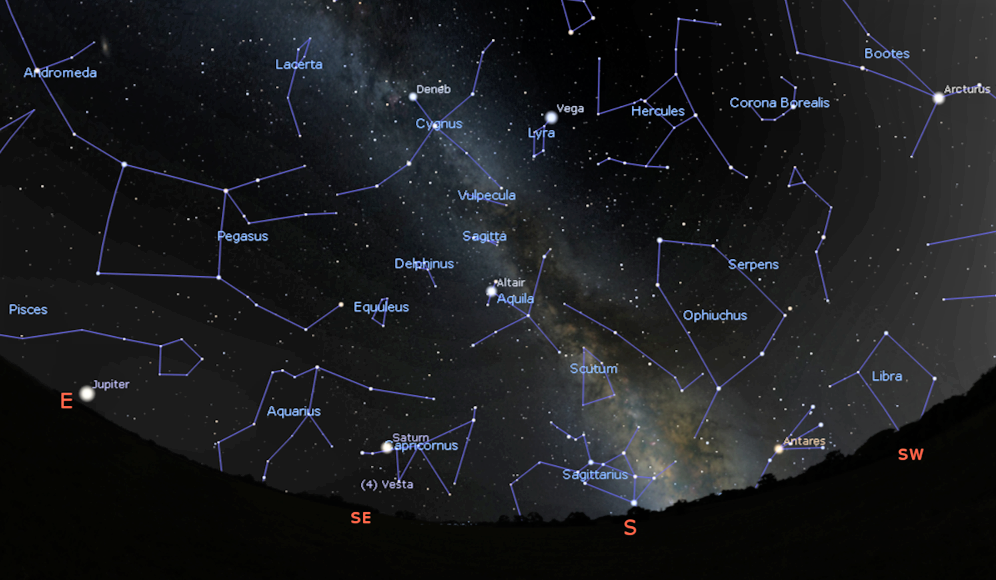 Bootes
Andromeda
Lacerta
Deneb
Arcturus
Vega
Corona Borealis
Hercules
Cygnus
Lyra
Vulpecula
Pegasus
Sagitta
Delphinus
Serpens
Altair
Aquila
Pisces
Equuleus
Ophiuchus
Scutum
Libra
Jupiter
E
Aquarius
Saturn
Capricornus
Antares
SW
Sagittarius
(4) Vesta
SE
S